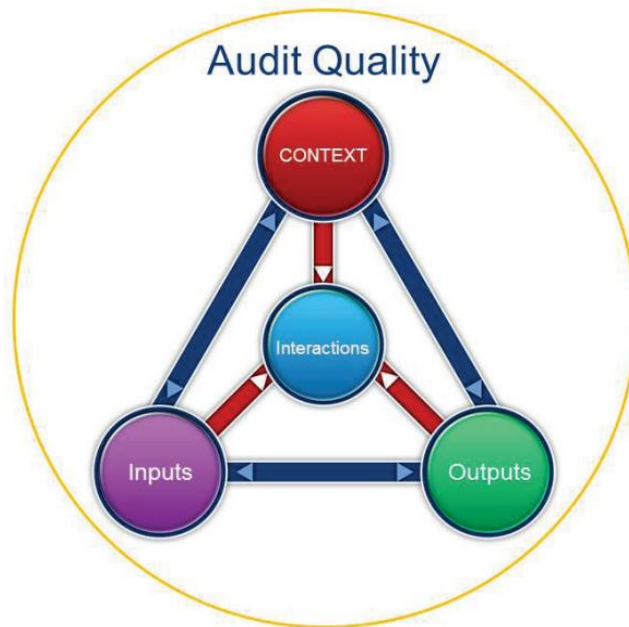 Audit Quality
CONTEXT
Interactions
Inputs
Outputs